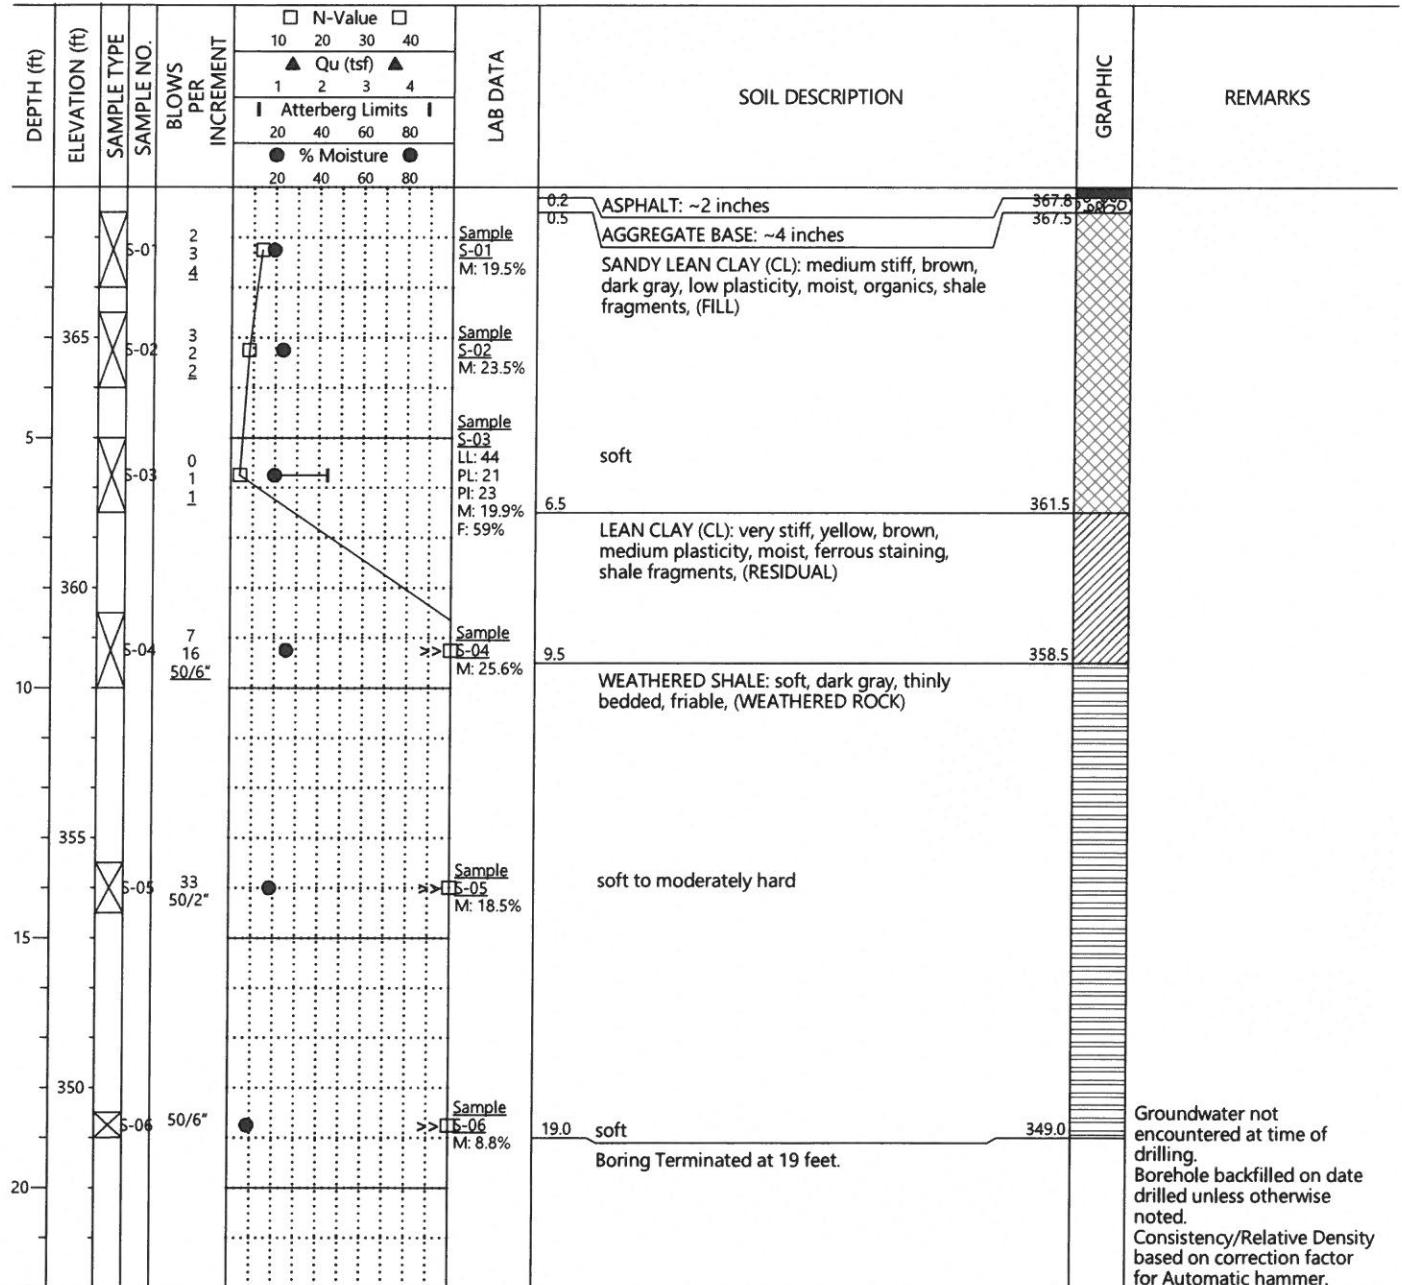 DEPTH (ft)
ELEVATION (ft)
SAMPLE TYPE
SAMPLE NO.
BLOWS
PER
INCREMENT
N-Value
10 20 30 40
Qu (tsf)
1 2 3 4
Atterberg Limits
20 40 60 80
% Moisture
20 40 60 80
LAB DATA
SOIL DESCRIPTION
GRAPHIC
REMARKS
0.2 ASPHALT: ~2 inches 367.8
0.5 AGGREGATE BASE: ~4 inches 367.5
SANDY LEAN CLAY (CL): medium stiff, brown,
dark gray, low plasticity, moist, organics, shale
fragments, (FILL)
S-01
2
3
4
Sample
S-01
M: 19.5%
365
S-02
3
2
2
Sample
S-02
M: 23.5%
5
S-03
0
1
1
Sample
S-03
LL: 44
PL: 21
PI: 23
M: 19.9%
F: 59%
soft
6.5 361.5
LEAN CLAY (CL): very stiff, yellow, brown,
medium plasticity, moist, ferrous staining,
shale fragments, (RESIDUAL)
360
S-04
7
16
50/6"
>>
Sample
S-04
M: 25.6%
9.5 358.5
10
WEATHERED SHALE: soft, dark gray, thinly
bedded, friable, (WEATHERED ROCK)
355
S-05
33
50/2"
>>
Sample
S-05
M: 18.5%
soft to moderately hard
15
350
S-06
50/6"
>>
Sample
S-06
M: 8.8%
19.0 soft 349.0
Boring Terminated at 19 feet.
20
Groundwater not
encountered at time of
drilling.
Borehole backfilled on date
drilled unless otherwise
noted.
Consistency/Relative Density
based on correction factor
for Automatic hammer.